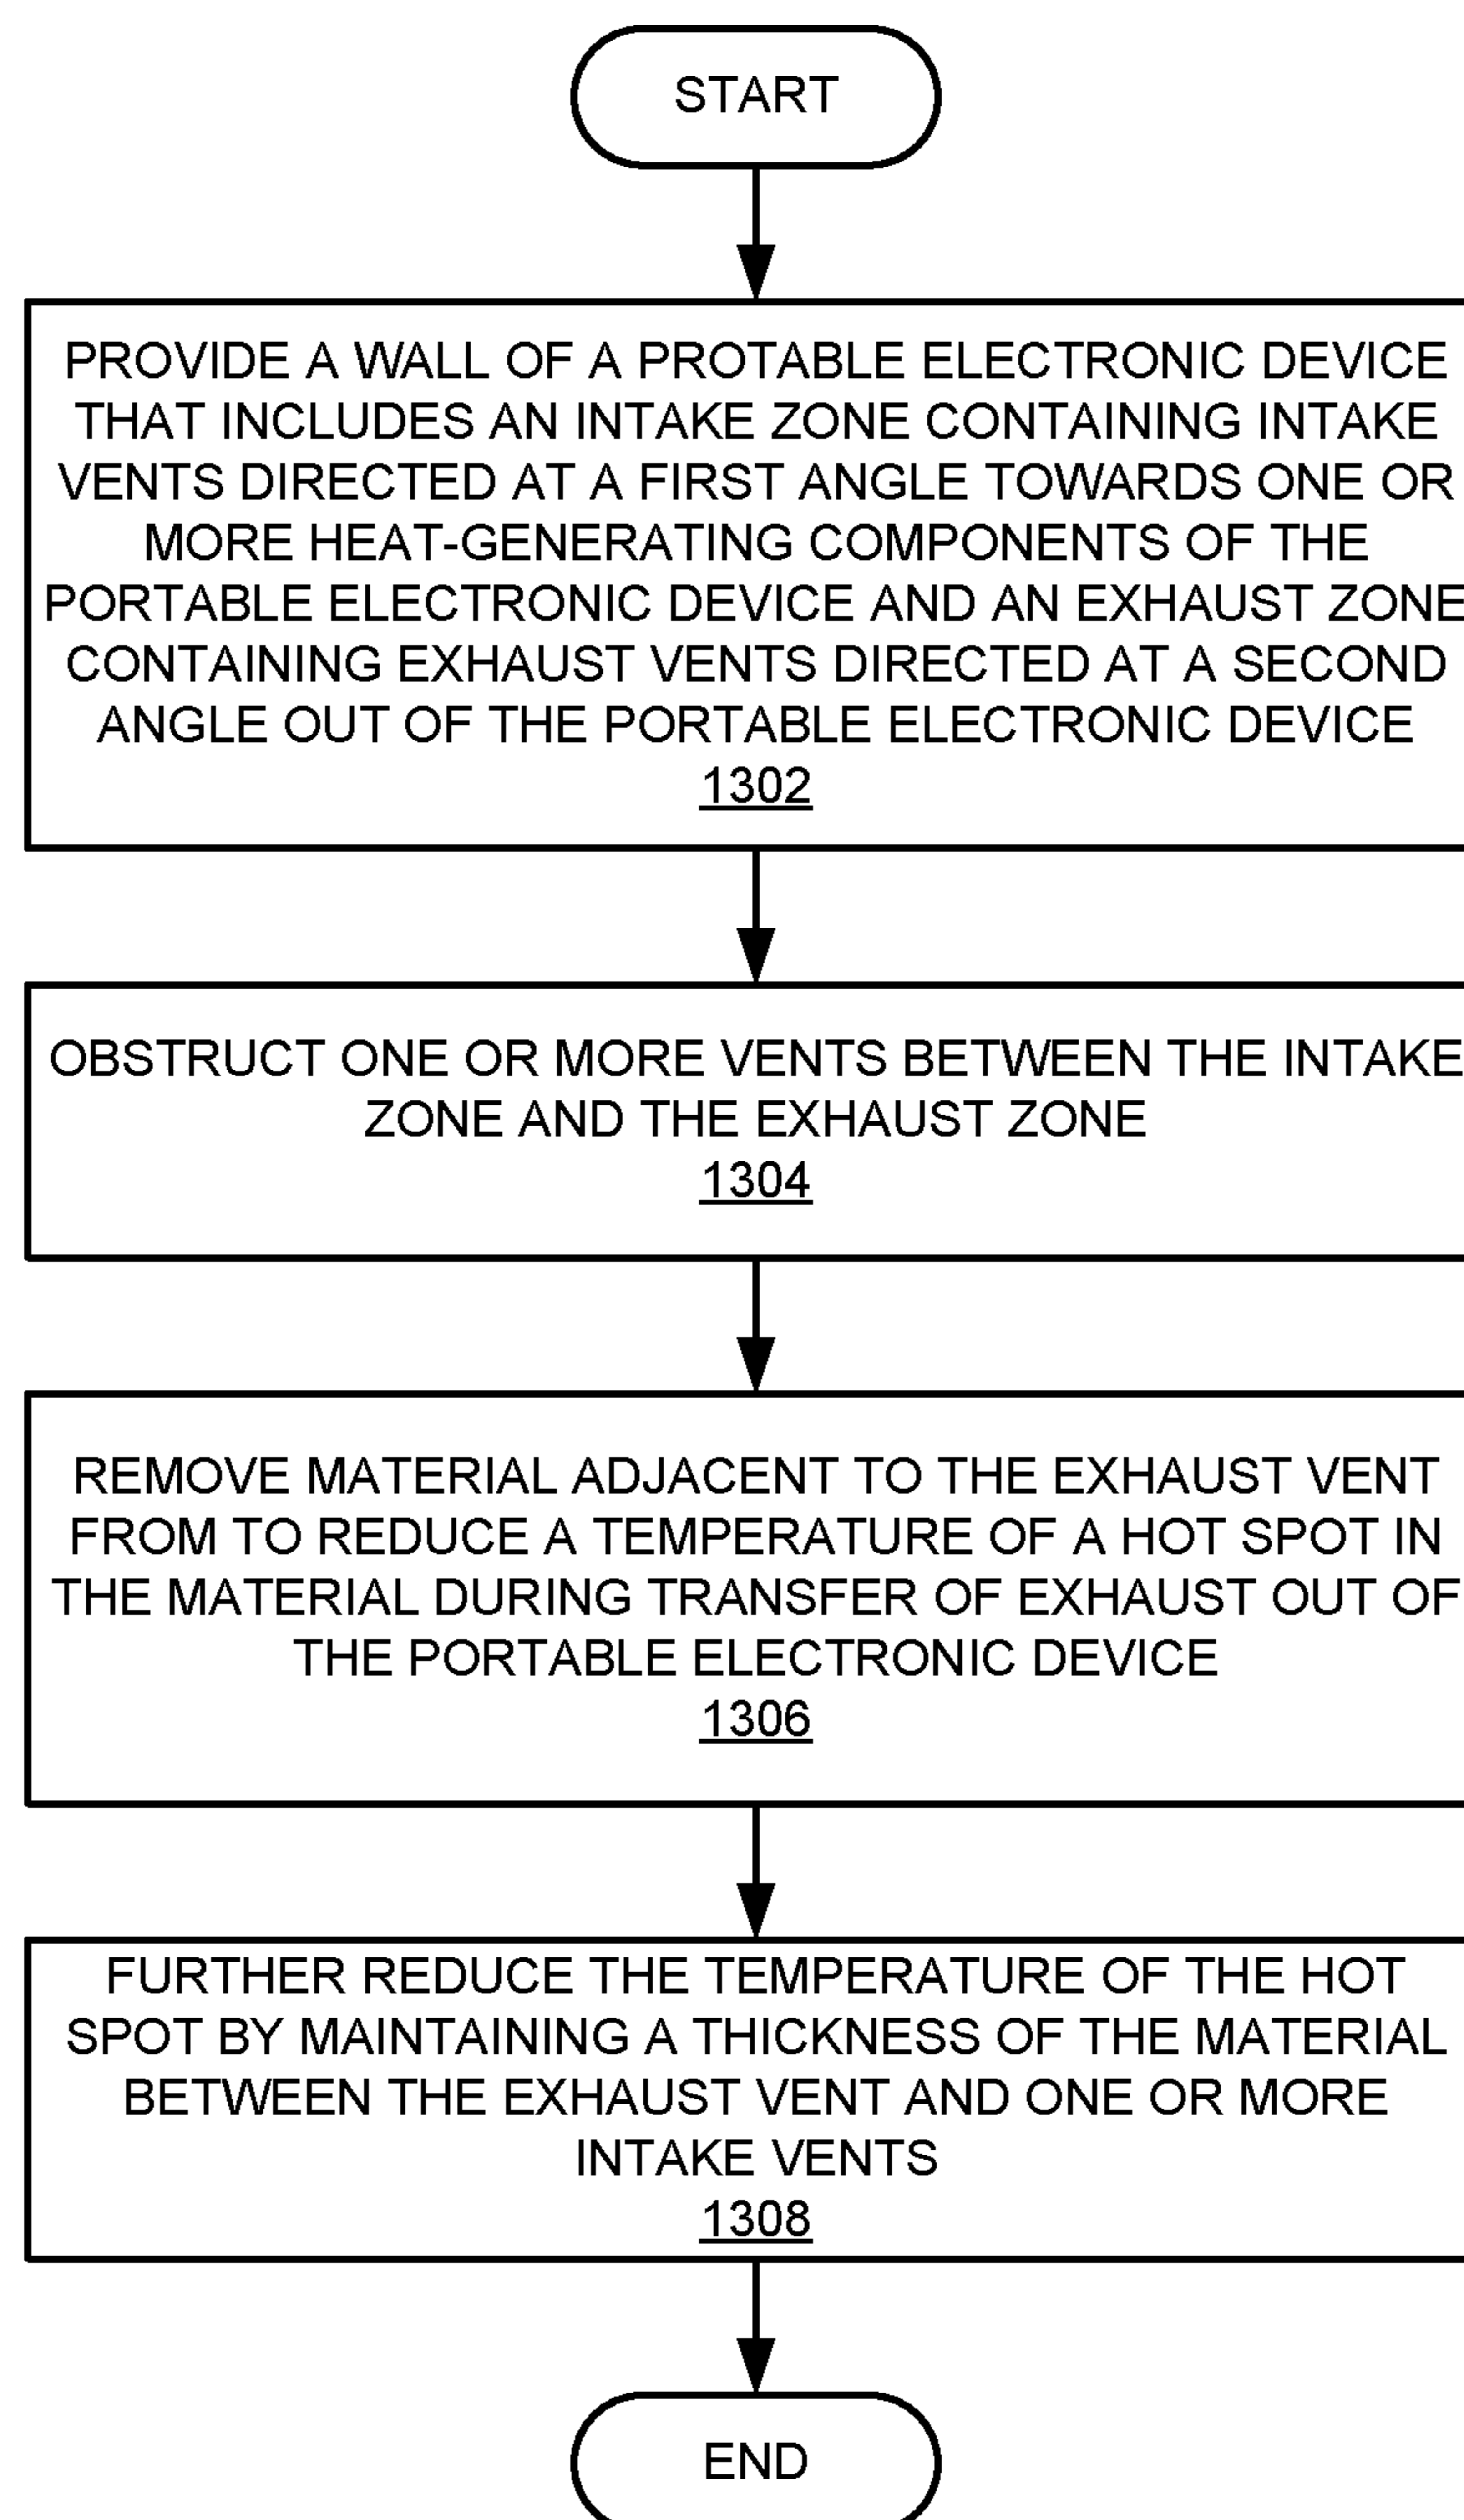 START
PROVIDE A WALL OF A PROTABLE ELECTRONIC DEVICE
THAT INCLUDES AN INTAKE ZONE CONTAINING INTAKE
VENTS DIRECTED AT A FIRST ANGLE TOWARDS ONE OR
MORE HEAT-GENERATING COMPONENTS OF THE
PORTABLE ELECTRONIC DEVICE AND AN EXHAUST ZONE
CONTAINING EXHAUST VENTS DIRECTED AT A SECOND
ANGLE OUT OF THE PORTABLE ELECTRONIC DEVICE
1302
OBSTRUCT ONE OR MORE VENTS BETWEEN THE INTAKE
ZONE AND THE EXHAUST ZONE
1304
REMOVE MATERIAL ADJACENT TO THE EXHAUST VENT
FROM TO REDUCE A TEMPERATURE OF A HOT SPOT IN
THE MATERIAL DURING TRANSFER OF EXHAUST OUT OF
THE PORTABLE ELECTRONIC DEVICE
1306
FURTHER REDUCE THE TEMPERATURE OF THE HOT
SPOT BY MAINTAINING A THICKNESS OF THE MATERIAL
BETWEEN THE EXHAUST VENT AND ONE OR MORE
INTAKE VENTS
1308
END